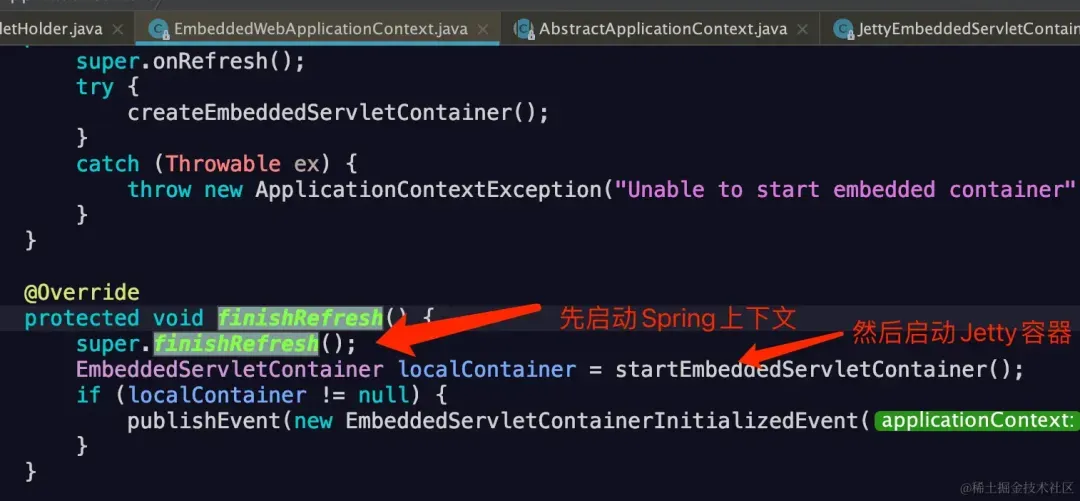 letHolder.java EmbeddedWebApplicationContext.java AbstractApplicationContext.java JettyEmbeddedServletContain
super.onRefresh();
try {
createEmbeddedServletContainer();
}
catch (Throwable ex) {
throw new ApplicationContextException("Unable to start embedded container"
}
}
@Override
protected void finishRefresh() {
先启动Spring上下文
然后启动Jetty容器
super.finishRefresh();
EmbeddedServletContainer localContainer = startEmbeddedServletContainer();
if (localContainer != null) {
publishEvent(new EmbeddedServletContainerInitializedEvent( applicationContext:
}
}
@稀土掘金技术社区